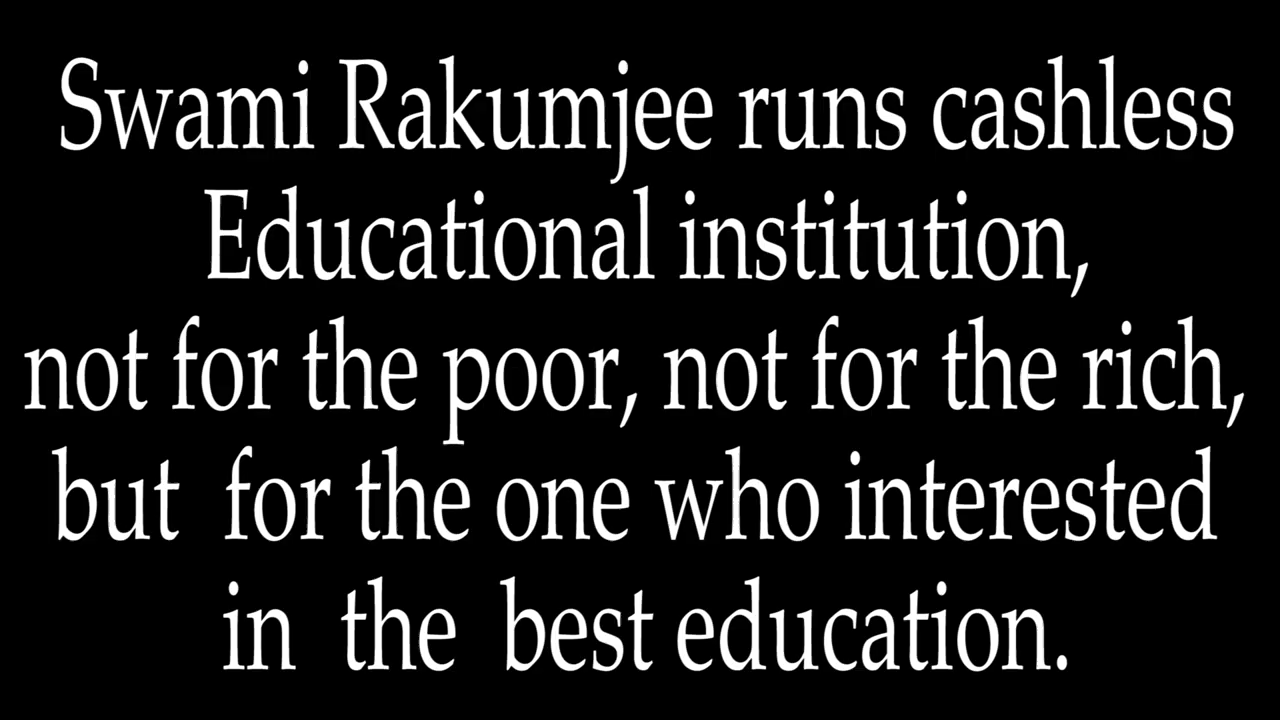 Swami Rakumjee runs cashless
Educational institution,
not for the poor, not for the rich,
but for the one who interested
in the best education.